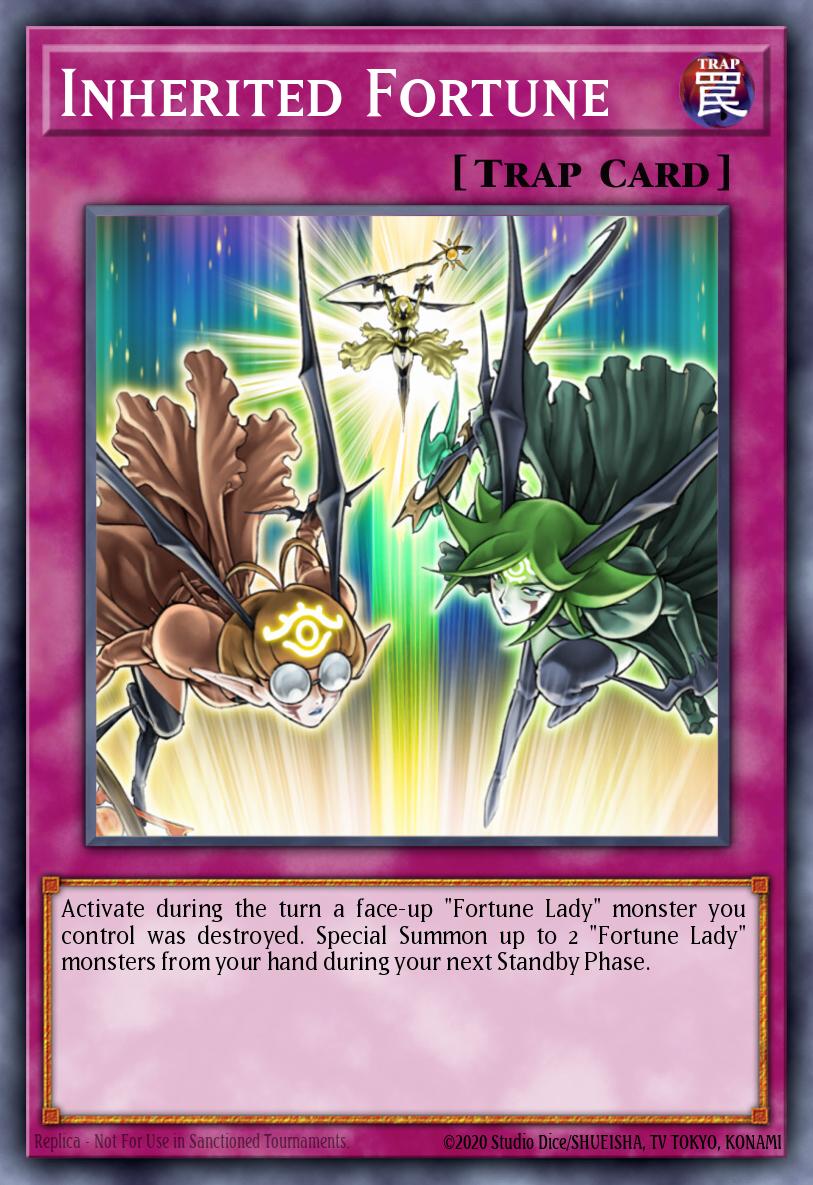 Inherited Fortune
TRAP
罠
[Trap Card]
Activate during the turn a face-up "Fortune Lady" monster you
control was destroyed. Special Summon up to 2 "Fortune Lady"
monsters from your hand during your next Standby Phase.
Replica - Not For Use in Sanctioned Tournaments.
©2020 Studio Dice/SHUEISHA, TV TOKYO, KONAMI